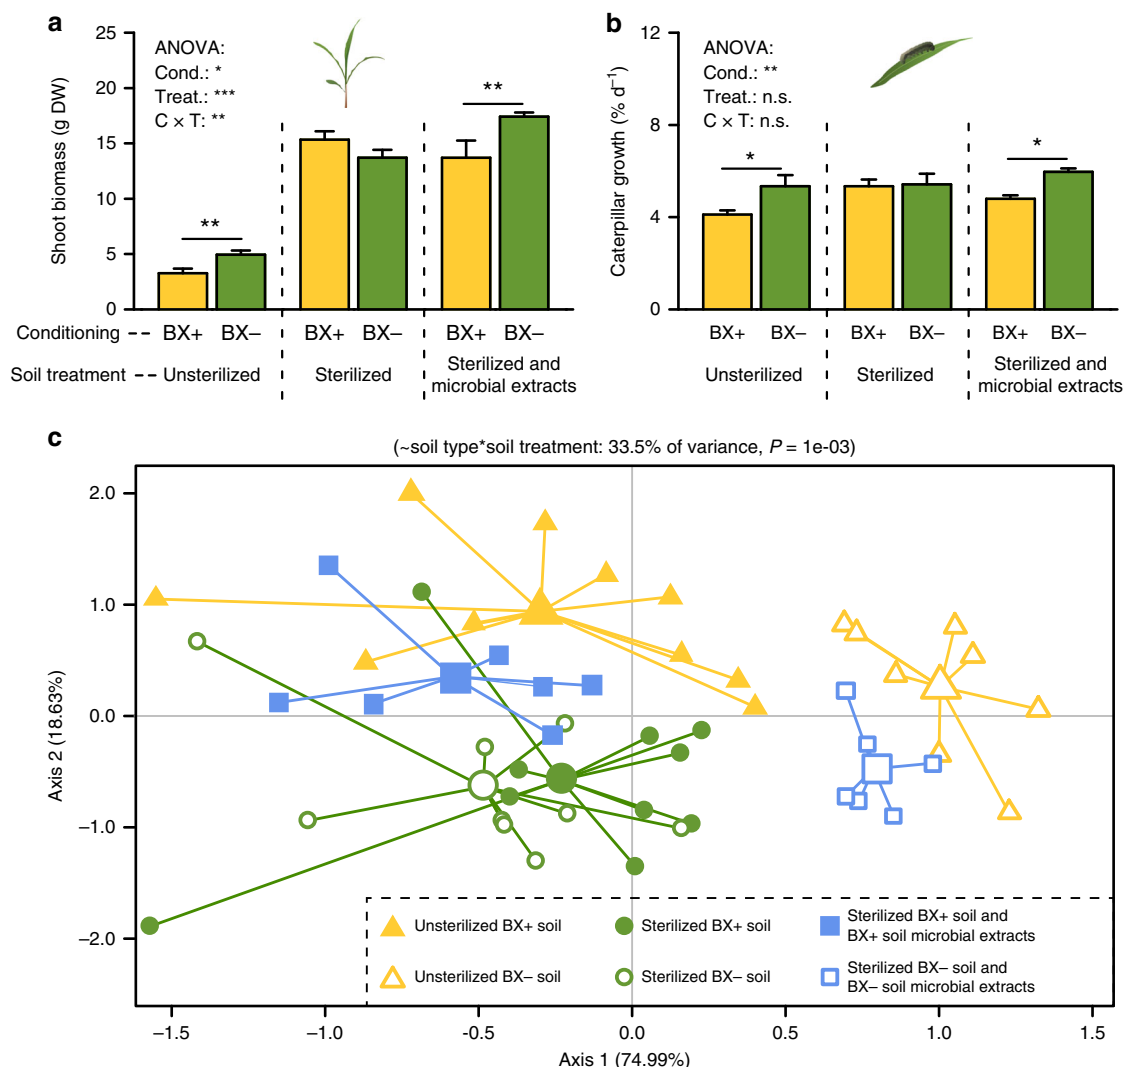 a
25
20
15
10
5
0
Shoot biomass (g DW)
ANOVA:
Cond.: *
Treat.: ***
C × T: **
**
**
b
12
8
4
0
Caterpillar growth (% d⁻¹)
ANOVA:
Cond.: **
Treat.: n.s.
C × T: n.s.
*
*
Conditioning -- BX+ BX– BX+ BX– BX+ BX–
BX+ BX– BX+ BX– BX+ BX–
Soil treatment -- Unsterilized Sterilized Sterilized and
microbial extracts
Unsterilized Sterilized Sterilized and
microbial extracts
c
(~soil type*soil treatment: 33.5% of variance, P = 1e-03)
2.0
1.0
0.0
–1.0
–2.0
Axis 2 (18.63%)
Unsterilized BX+ soil
Sterilized BX+ soil
Sterilized BX+ soil and
BX+ soil microbial extracts
Unsterilized BX– soil
Sterilized BX– soil
Sterilized BX– soil and
BX– soil microbial extracts
–1.5 –1.0 -0.5 0.0 0.5 1.0 1.5
Axis 1 (74.99%)